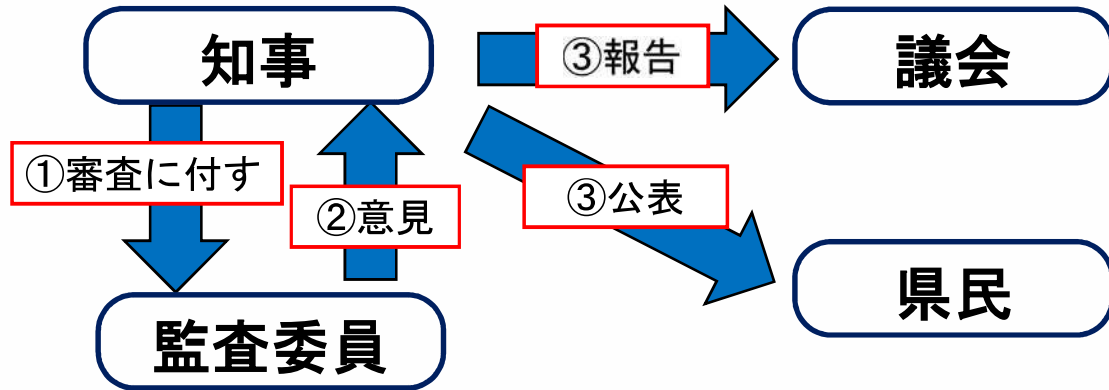 知事
③報告
議会
①審査に付す
②意見
③公表
監査委員
県民